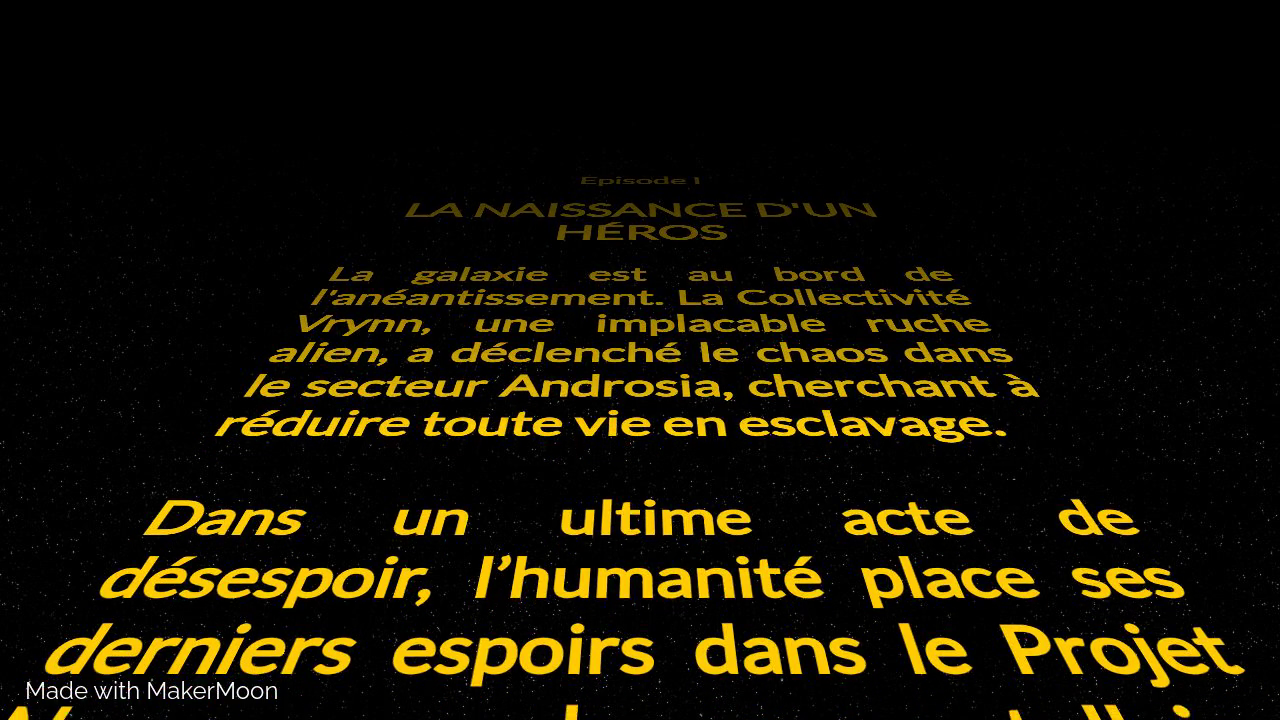 Episode 1
LA NAISSANCE D'UN
HÉROS
La galaxie est au bord de
l'anéantissement. La Collectivité
Vrynn, une implacable ruche
alien, a déclenché le chaos dans
le secteur Androsia, cherchant à
réduire toute vie en esclavage.
Dans un ultime acte de
désespoir, l’humanité place ses
derniers espoirs dans le Projet
Made with MakerMoon